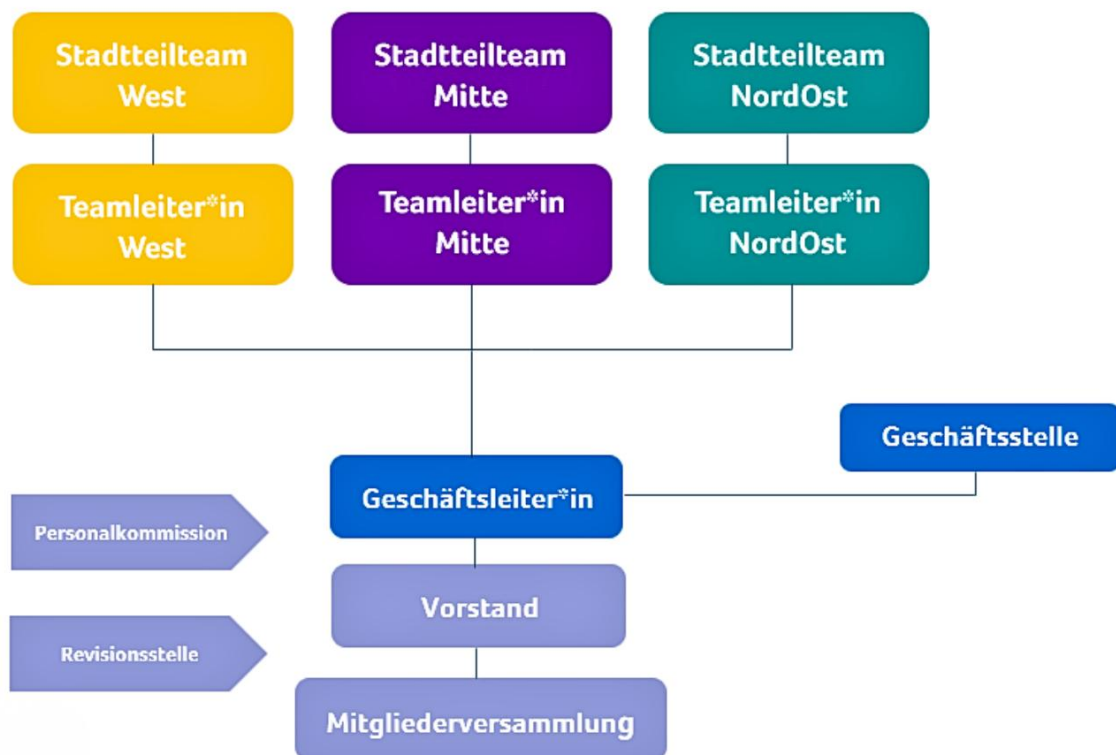 Stadtteilteam
West
Stadtteilteam
Mitte
Stadtteilteam
NordOst
Teamleiter*in
West
Teamleiter*in
Mitte
Teamleiter*in
NordOst
Geschäftsstelle
Geschäftsleiter*in
Personalkommission
Vorstand
Revisionsstelle
Mitgliederversammlung